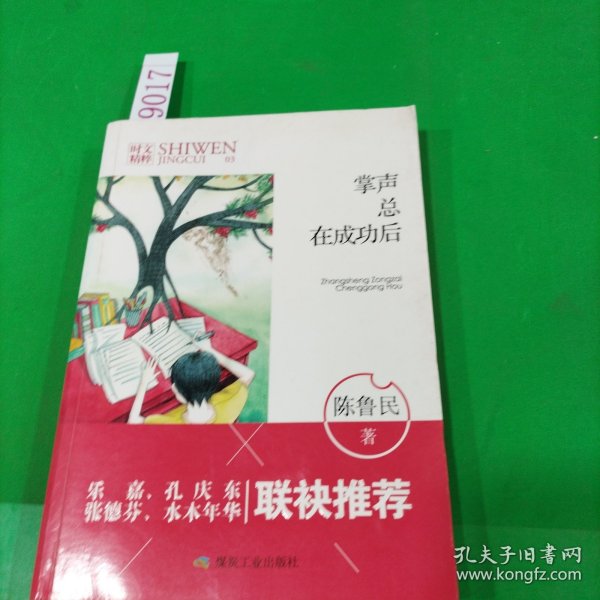 9017
时文
精粹
SHIWEN
JINGCUI 03
掌声
总
在成功后
Zhangsheng Zongzai
Chenggong Hou
陈鲁民
著
乐嘉、孔庆东
张德芬、水木年华
联袂推荐
煤炭工业出版社
孔夫子旧书网
www.kongfz.com